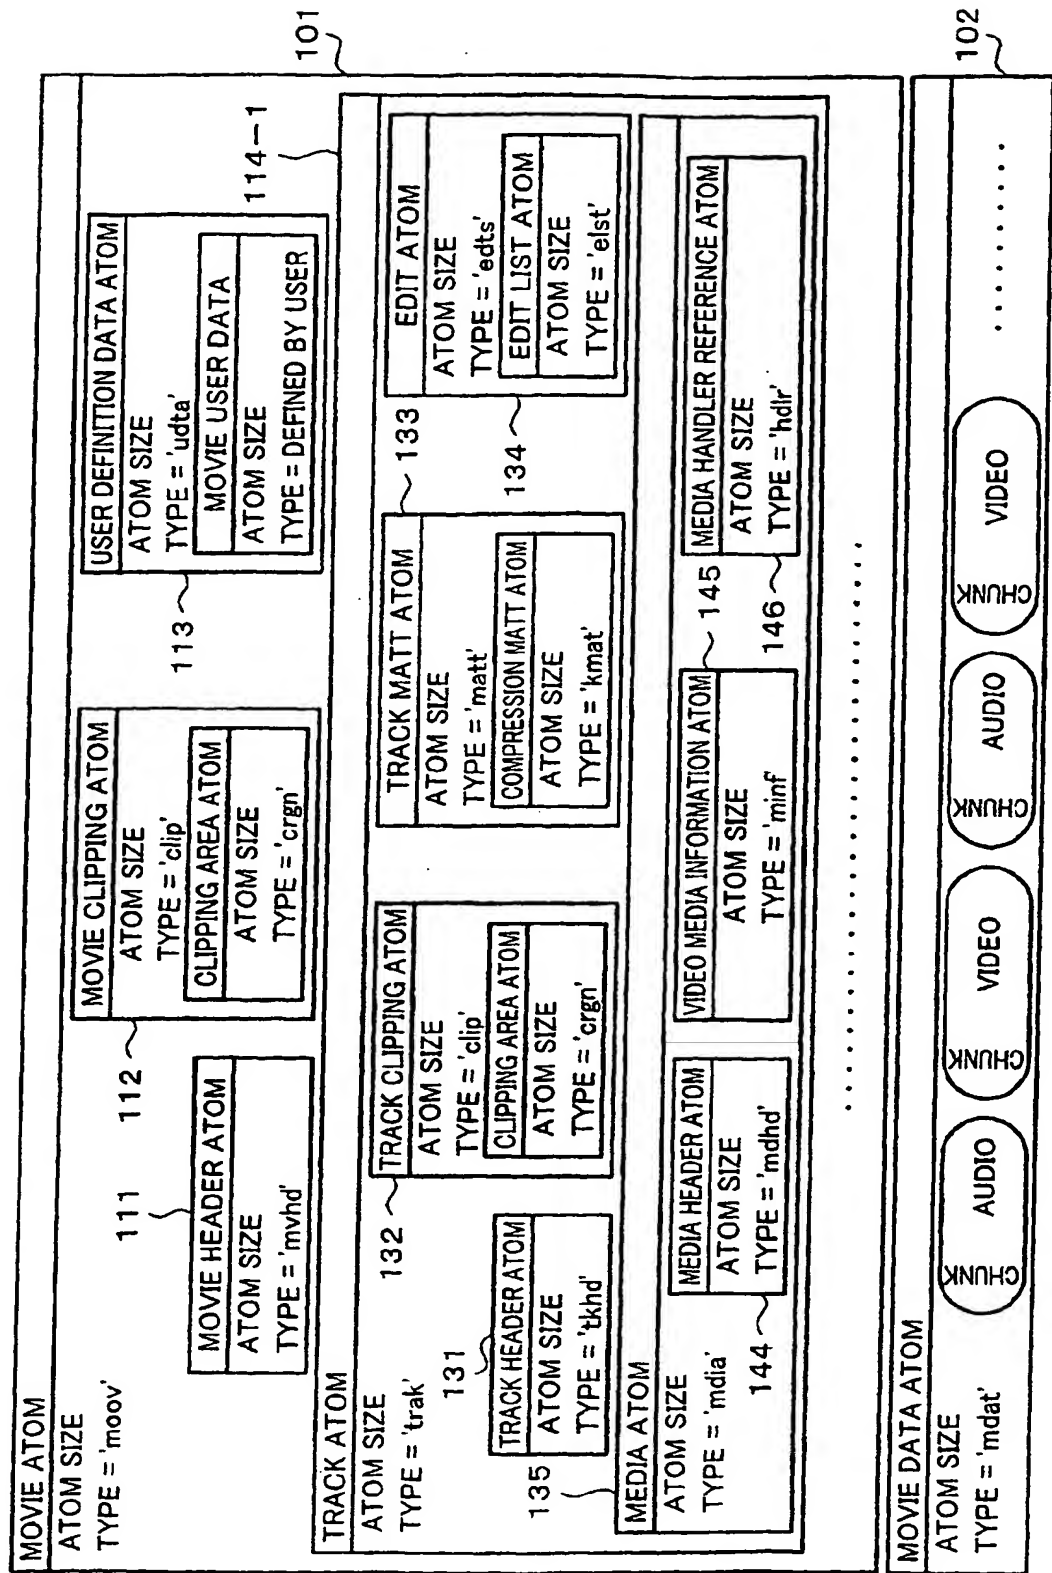 MOVIE ATOM
ATOM SIZE
TYPE = 'moov'
101
111
MOVIE HEADER ATOM
ATOM SIZE
TYPE = 'mvhd'
112
MOVIE CLIPPING ATOM
ATOM SIZE
TYPE = 'clip'
CLIPPING AREA ATOM
ATOM SIZE
TYPE = 'crgn'
113
USER DEFINITION DATA ATOM
ATOM SIZE
TYPE = 'udta'
MOVIE USER DATA
ATOM SIZE
TYPE = DEFINED BY USER
114-1
TRACK ATOM
ATOM SIZE
TYPE = 'trak'
131
TRACK HEADER ATOM
ATOM SIZE
TYPE = 'tkhd'
132
TRACK CLIPPING ATOM
ATOM SIZE
TYPE = 'clip'
CLIPPING AREA ATOM
ATOM SIZE
TYPE = 'crgn'
133
TRACK MATT ATOM
ATOM SIZE
TYPE = 'matt'
COMPRESSION MATT ATOM
ATOM SIZE
TYPE = 'kmat'
134
EDIT ATOM
ATOM SIZE
TYPE = 'edts'
EDIT LIST ATOM
ATOM SIZE
TYPE = 'elst'
135
MEDIA ATOM
ATOM SIZE
TYPE = 'mdia'
144
MEDIA HEADER ATOM
ATOM SIZE
TYPE = 'mdhd'
145
VIDEO MEDIA INFORMATION ATOM
ATOM SIZE
TYPE = 'minf'
146
MEDIA HANDLER REFERENCE ATOM
ATOM SIZE
TYPE = 'hdlr'
102
MOVIE DATA ATOM
ATOM SIZE
TYPE = 'mdat'
CHUNK AUDIO
CHUNK VIDEO
CHUNK AUDIO
CHUNK VIDEO